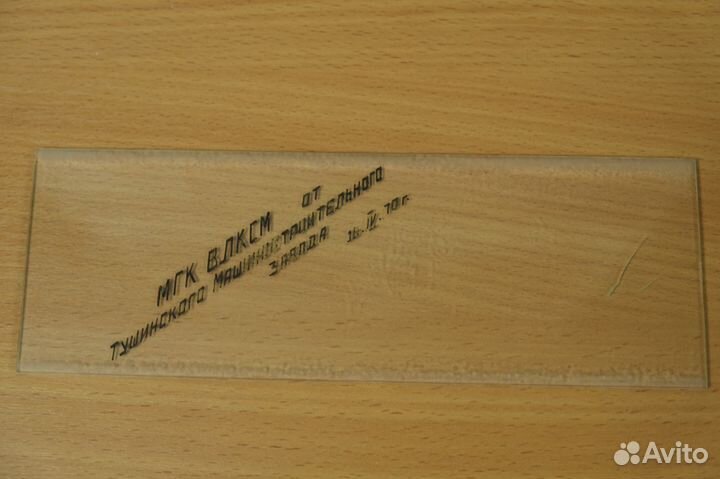 МГК ВЛКСМ от
Тушинского Машиностроительного
Завода 16.IV.70г.
Avito